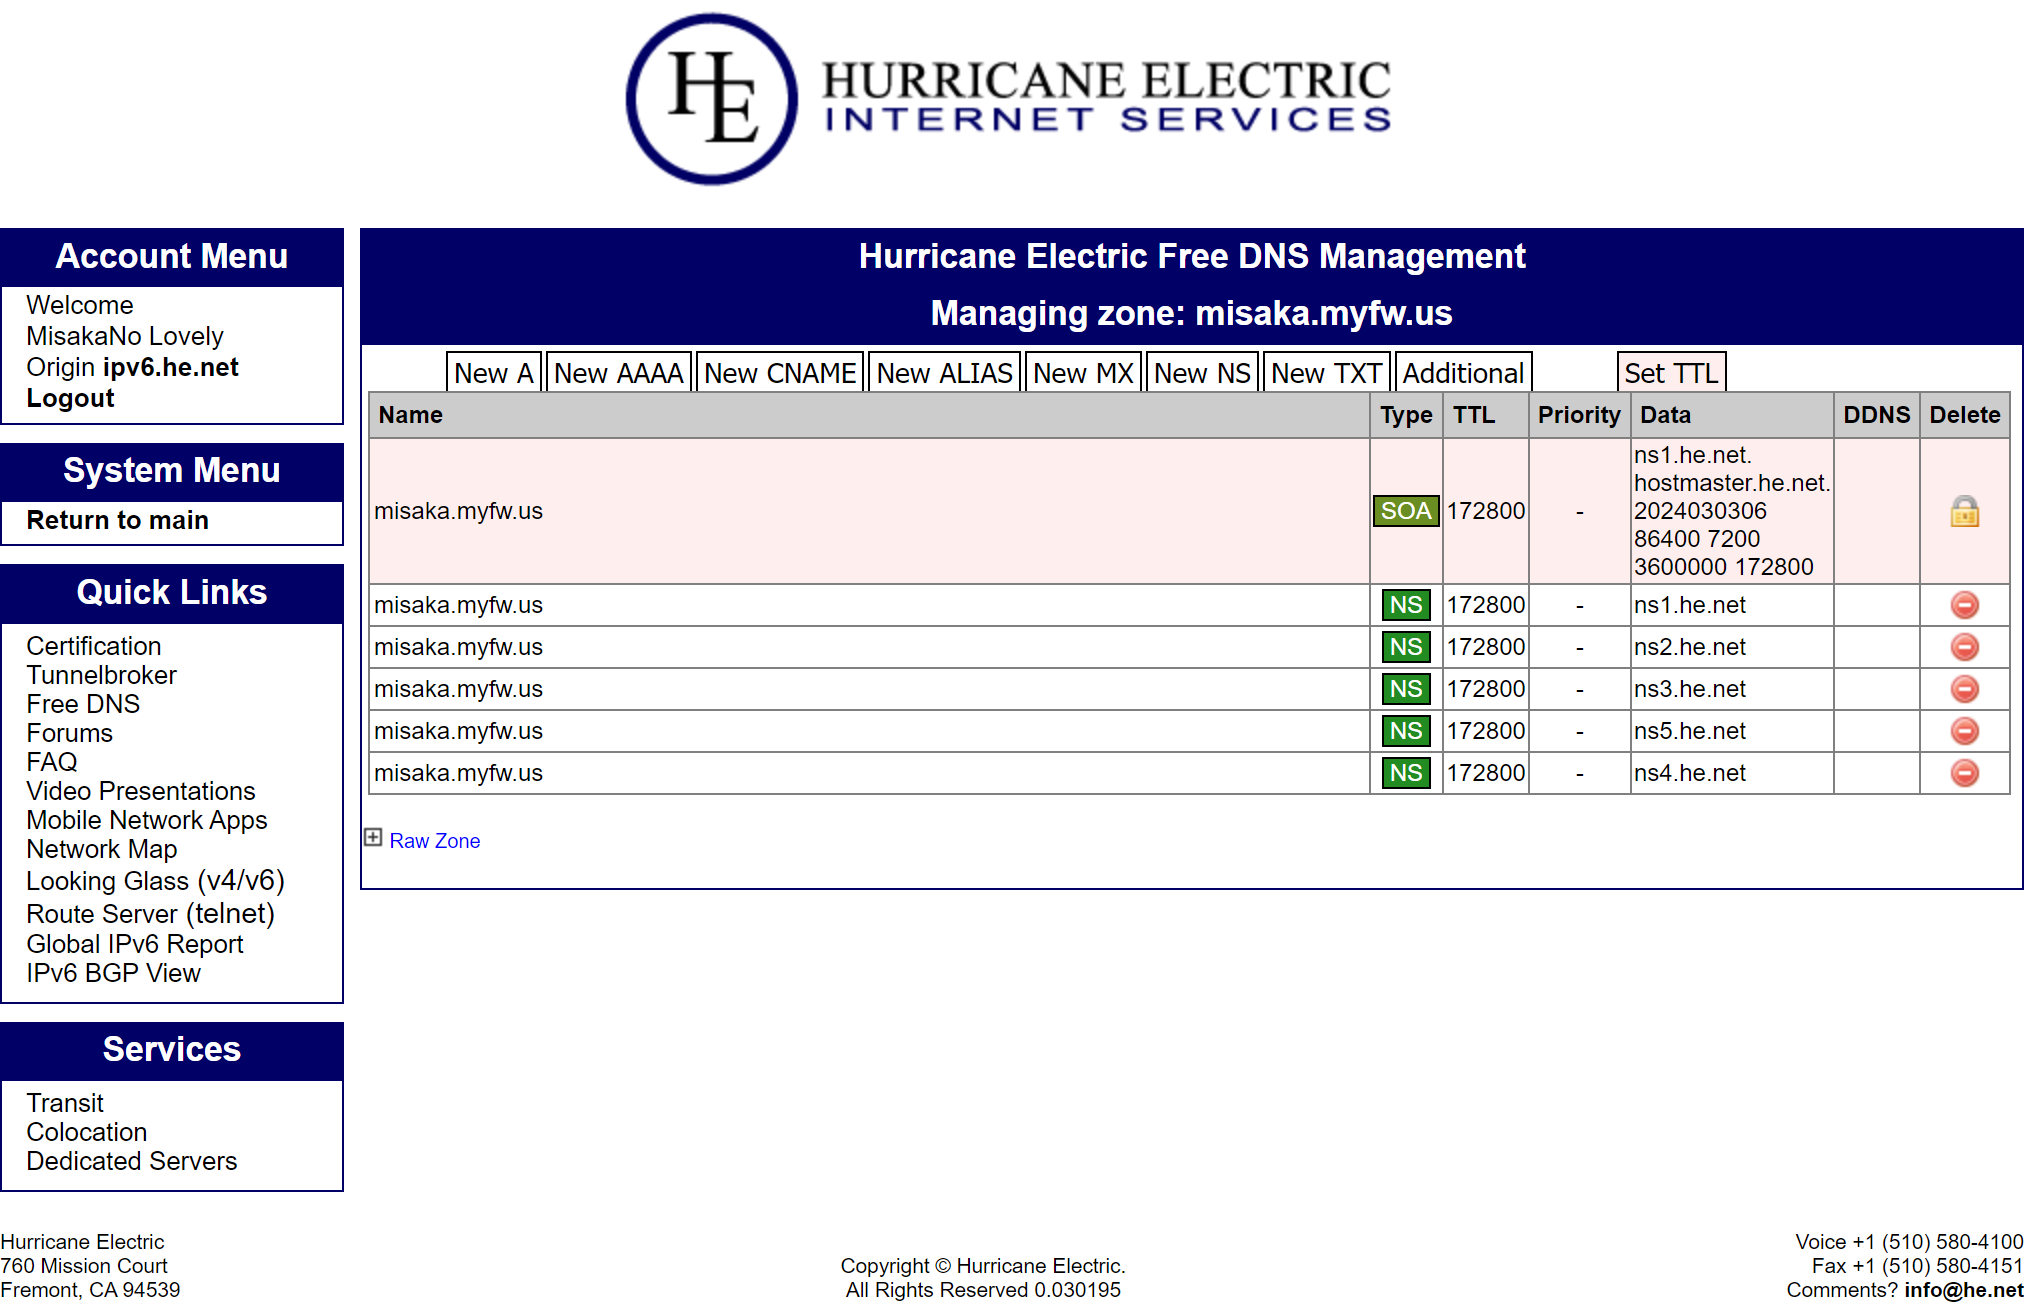 HE
HURRICANE ELECTRIC
INTERNET SERVICES
Account Menu
Welcome
MisakaNo Lovely
Origin ipv6.he.net
Logout
System Menu
Return to main
Quick Links
Certification
Tunnelbroker
Free DNS
Forums
FAQ
Video Presentations
Mobile Network Apps
Network Map
Looking Glass (v4/v6)
Route Server (telnet)
Global IPv6 Report
IPv6 BGP View
Services
Transit
Colocation
Dedicated Servers
Hurricane Electric Free DNS Management
Managing zone: misaka.myfw.us
New A New AAAA New CNAME New ALIAS New MX New NS New TXT Additional Set TTL
Name Type TTL Priority Data DDNS Delete
misaka.myfw.us SOA 172800 - ns1.he.net.
hostmaster.he.net.
2024030306
86400 7200
3600000 172800
misaka.myfw.us NS 172800 - ns1.he.net
misaka.myfw.us NS 172800 - ns2.he.net
misaka.myfw.us NS 172800 - ns3.he.net
misaka.myfw.us NS 172800 - ns5.he.net
misaka.myfw.us NS 172800 - ns4.he.net
Raw Zone
Hurricane Electric
760 Mission Court
Fremont, CA 94539
Copyright © Hurricane Electric.
All Rights Reserved 0.030195
Voice +1 (510) 580-4100
Fax +1 (510) 580-4151
Comments? info@he.net